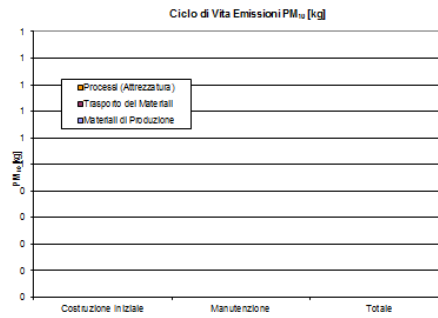 Ciclo di Vita Emissioni PM₁₀ [kg]
1
1
1
1
1
0
0
0
0
0
0
Processi (Attrezzatura)
Trasporto dei Materiali
Materiali di Produzione
PM₁₀[kg]
Costruzione Iniziale Manutenzione Totale